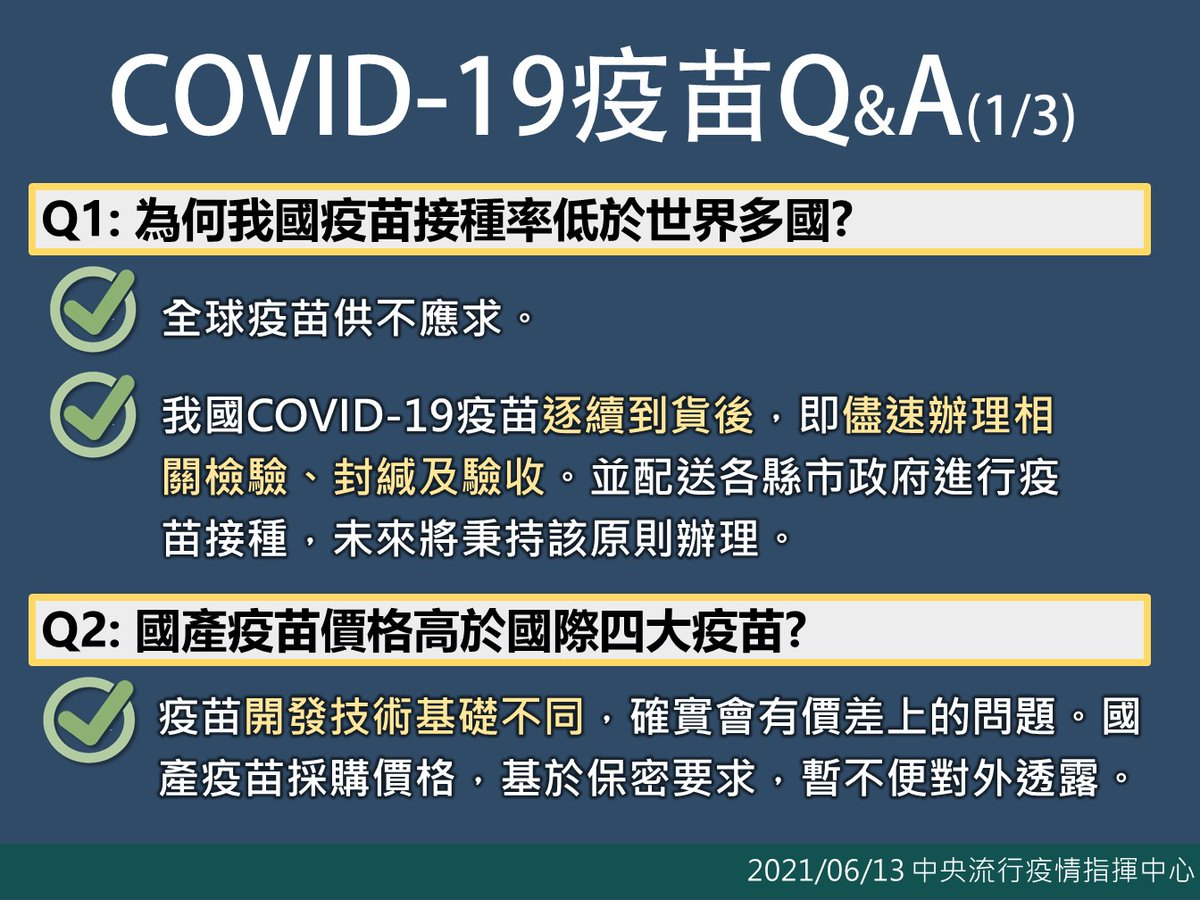 COVID-19疫苗Q&A(1/3)
Q1: 為何我國疫苗接種率低於世界多國?
全球疫苗供不應求。
我國COVID-19疫苗逐續到貨後，即儘速辦理相
關檢驗、封緘及驗收。並配送各縣市政府進行疫
苗接種，未來將秉持該原則辦理。
Q2: 國產疫苗價格高於國際四大疫苗?
疫苗開發技術基礎不同，確實會有價差上的問題。國
產疫苗採購價格，基於保密要求，暫不便對外透露。
2021/06/13 中央流行疫情指揮中心